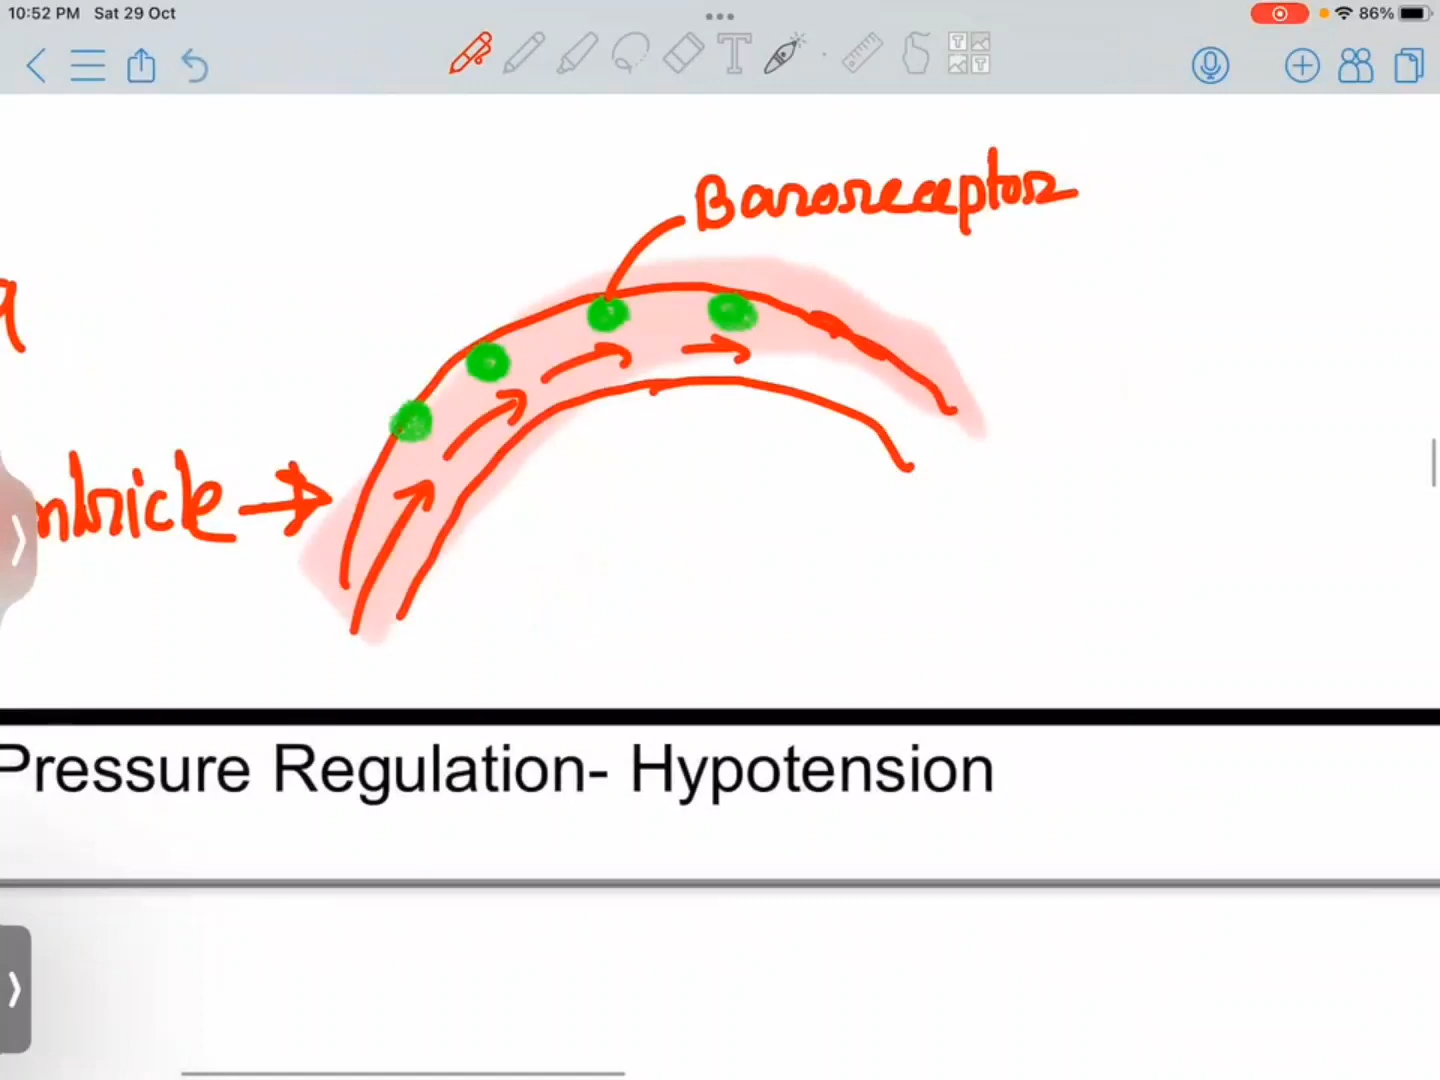 10:52 PM Sat 29 Oct
86%
Baroreceptor
a
ntricle →
Pressure Regulation- Hypotension